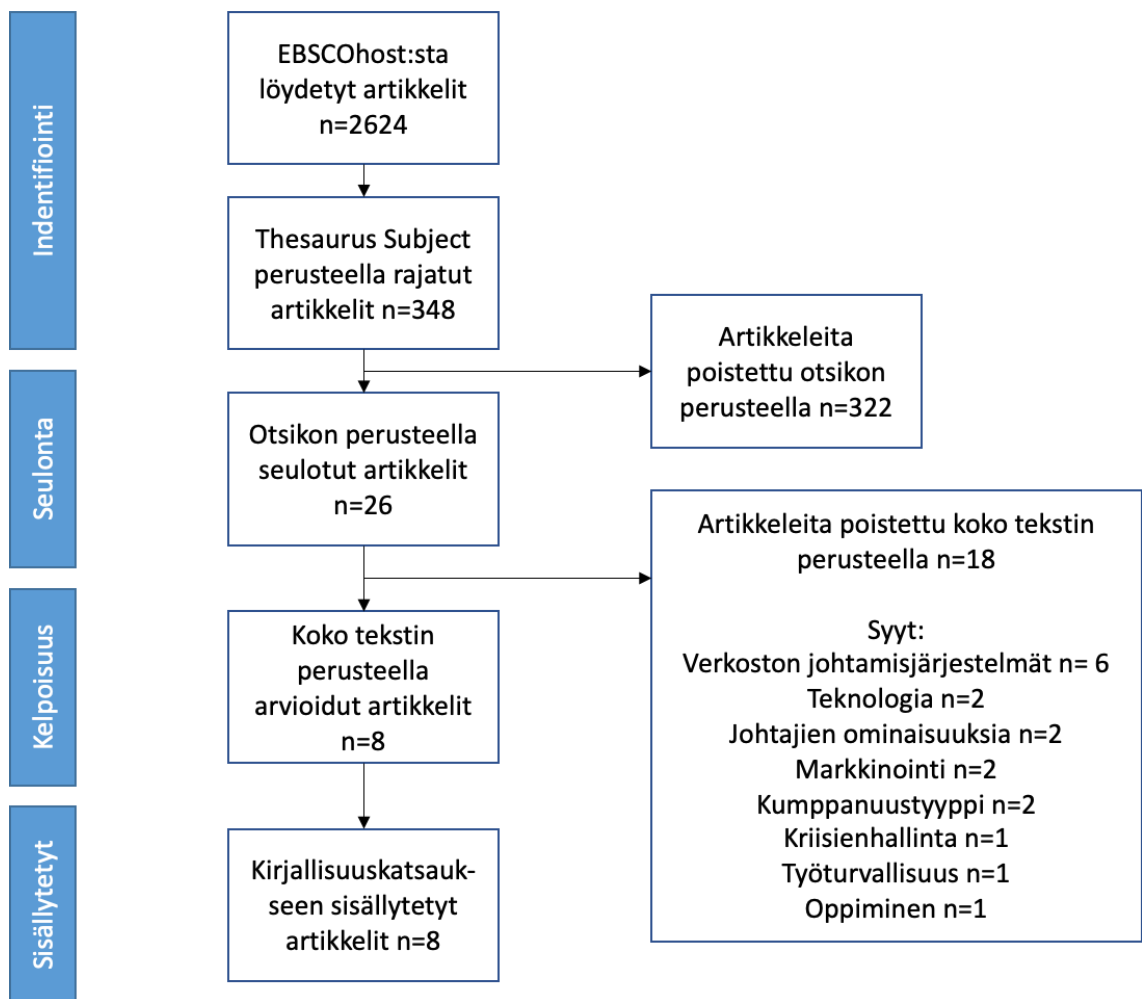 Indentifiointi
EBSCOhost:sta
löydetyt artikkelit
n=2624
Thesaurus Subject
perusteella rajatut
artikkelit n=348
Artikkeleita
poistettu otsikon
perusteella n=322
Seulonta
Otsikon perusteella
seulotut artikkelit
n=26
Artikkeleita poistettu koko tekstin
perusteella n=18
Syyt:
Verkoston johtamisjärjestelmät n= 6
Teknologia n=2
Johtajien ominaisuuksia n=2
Markkinointi n=2
Kumppanuustyyppi n=2
Kriisienhallinta n=1
Työturvallisuus n=1
Oppiminen n=1
Kelpoisuus
Koko tekstin
perusteella
arvioidut artikkelit
n=8
Sisällytetyt
Kirjallisuuskatsauk-
seen sisällytetyt
artikkelit n=8